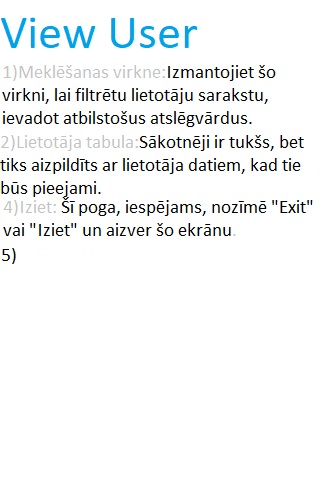 View User
1)Meklēšanas virkne:Izmantojiet šo
virkni, lai filtrētu lietotāju sarakstu,
ievadot atbilstošus atslēgvārdus.
2)Lietotāja tabula:Sākotnēji ir tukšs, bet
tiks aizpildīts ar lietotāja datiem, kad tie
būs pieejami.
4)Iziet: Šī poga, iespējams, nozīmē "Exit"
vai "Iziet" un aizver šo ekrānu.
5)